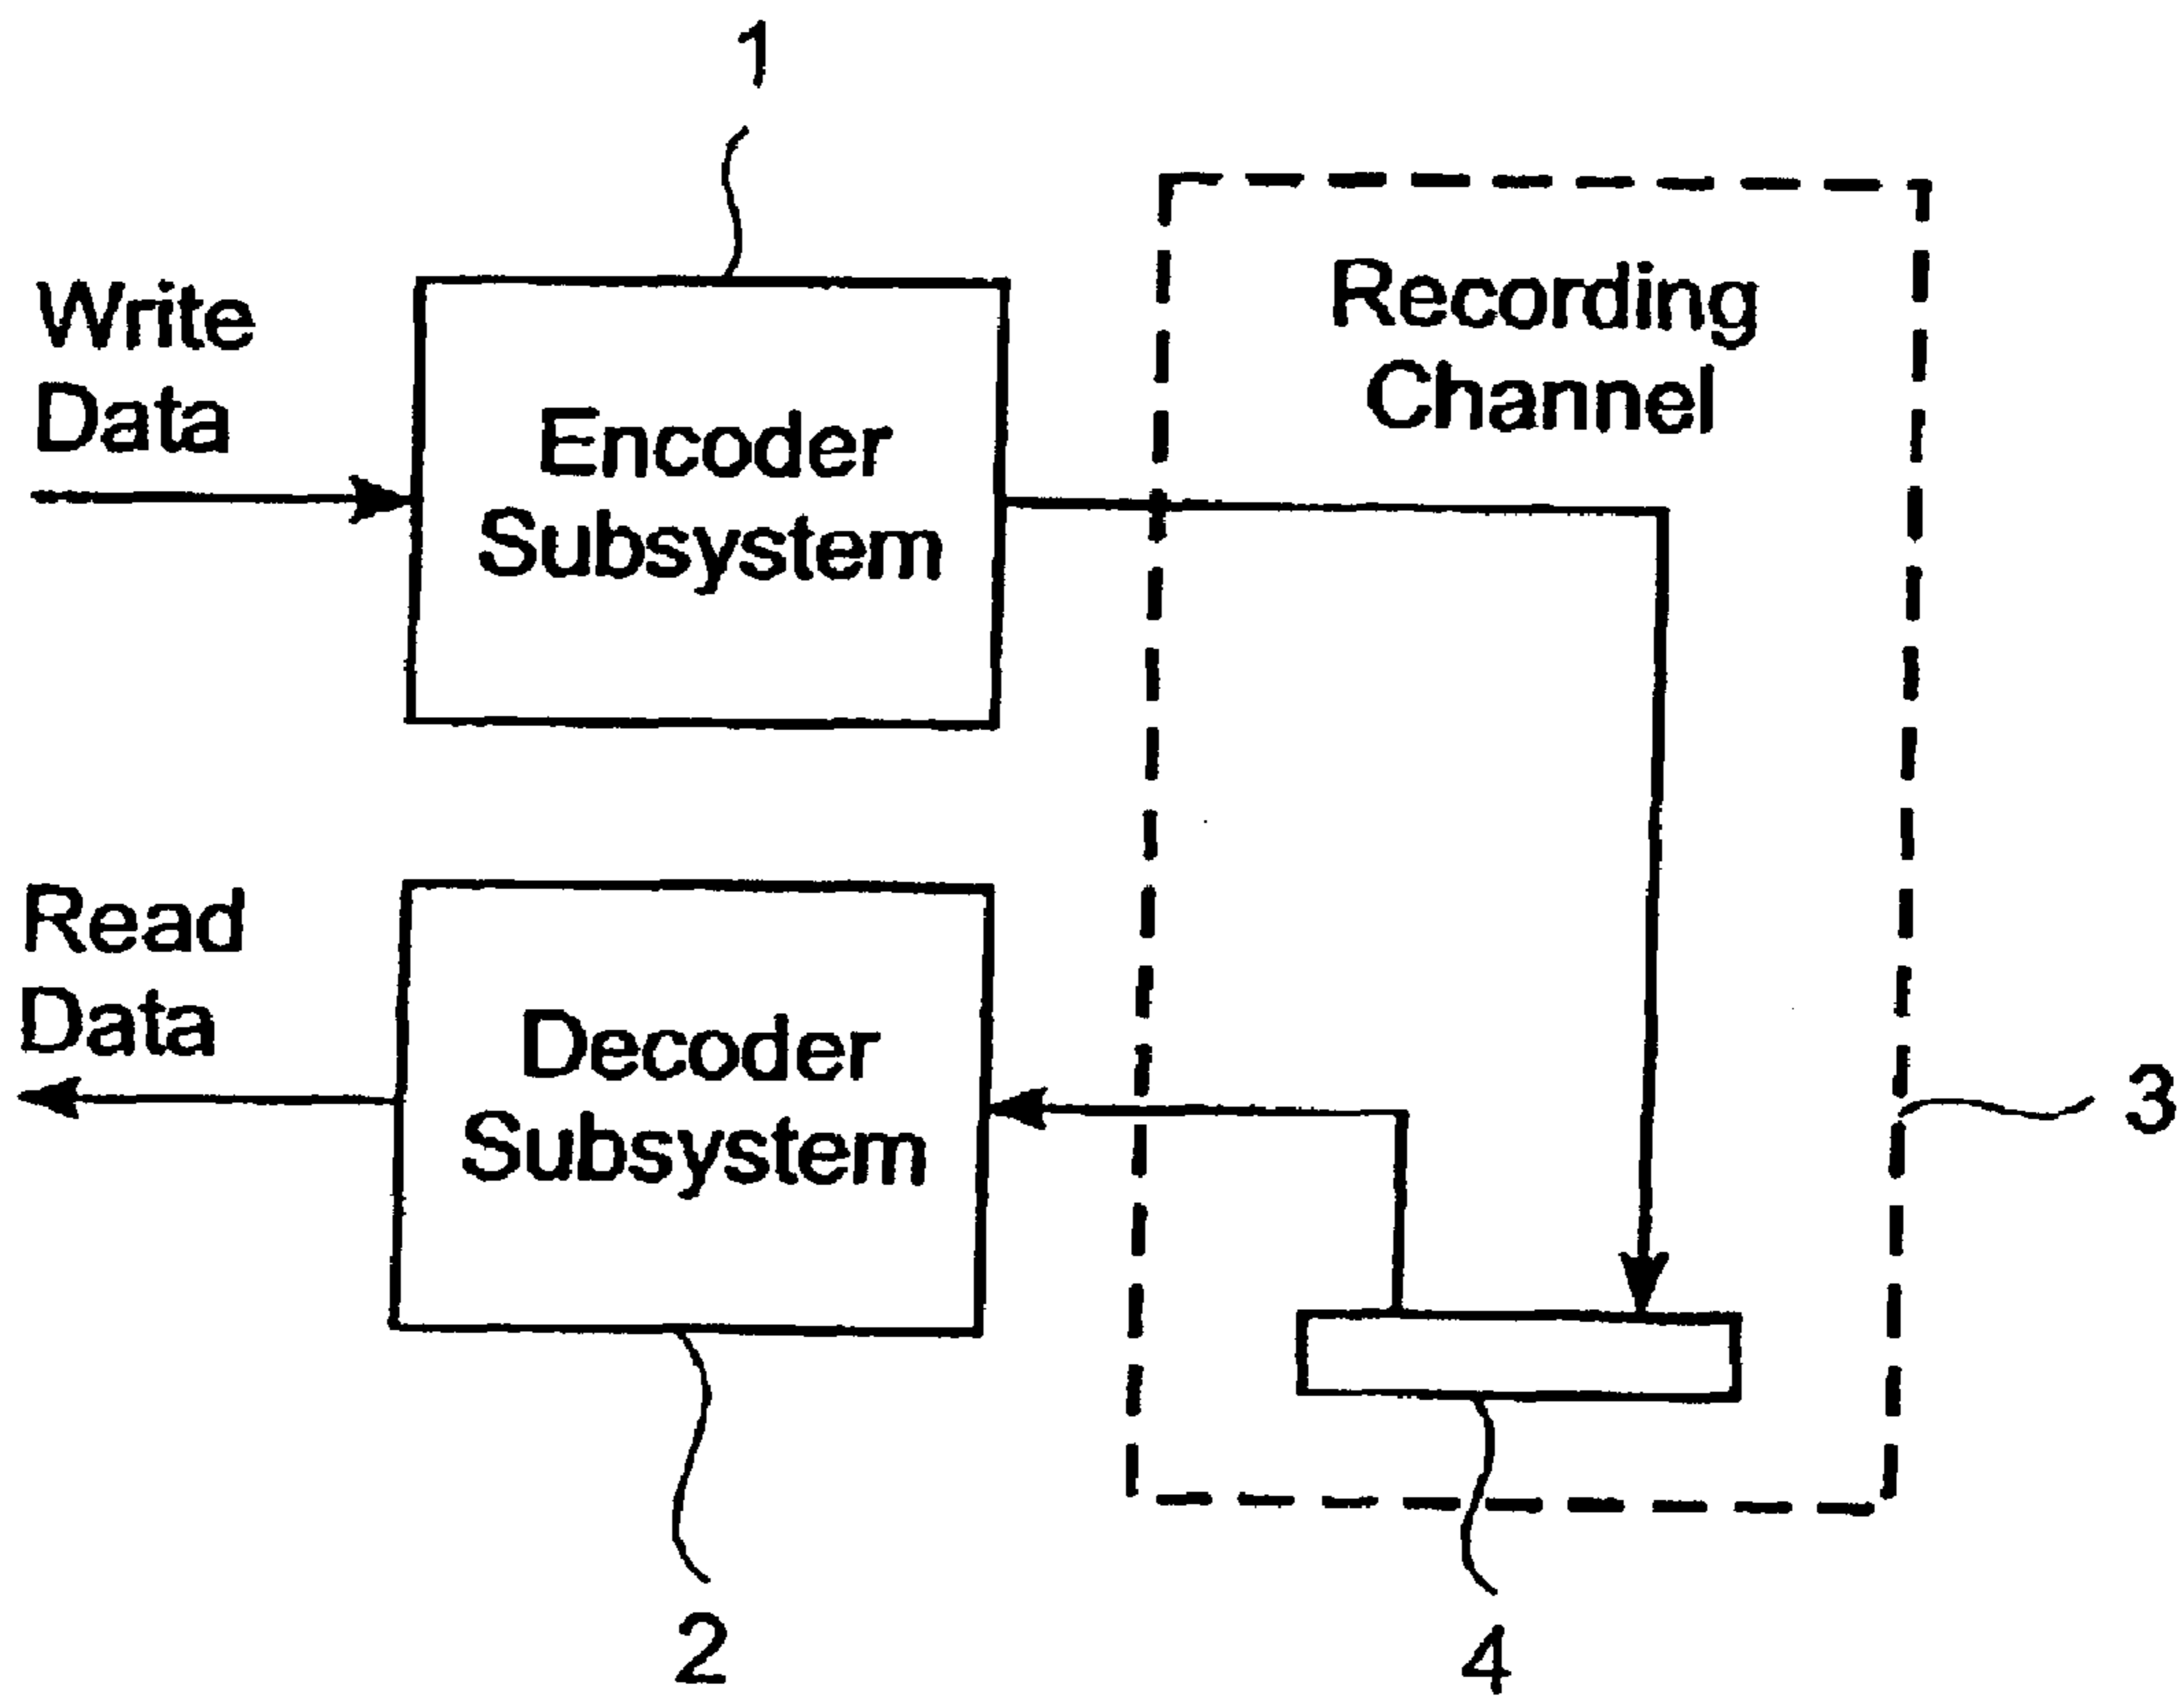 1
Write
Data
Encoder
Subsystem
Recording
Channel
Read
Data
Decoder
Subsystem
3
2
4